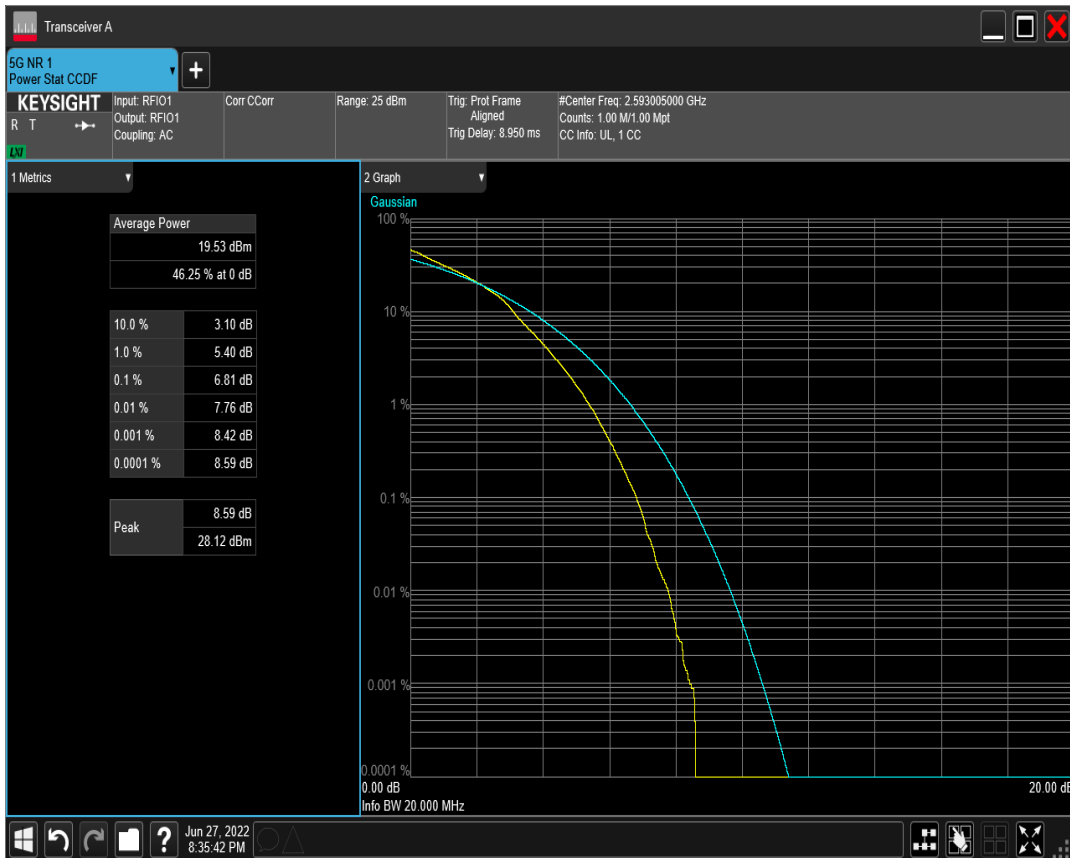 Transceiver A
5G NR 1
Power Stat CCDF
KEYSIGHT
R T
LXI
Input: RFIO1
Output: RFIO1
Coupling: AC
Corr CCorr
Range: 25 dBm
Trig: Prot Frame
Aligned
Trig Delay: 8.950 ms
#Center Freq: 2.593005000 GHz
Counts: 1.00 M/1.00 Mpt
CC Info: UL, 1 CC
1 Metrics
Average Power
19.53 dBm
46.25 % at 0 dB
10.0 % 3.10 dB
1.0 % 5.40 dB
0.1 % 6.81 dB
0.01 % 7.76 dB
0.001 % 8.42 dB
0.0001 % 8.59 dB
Peak
8.59 dB
28.12 dBm
2 Graph
Gaussian
100 %
10 %
1 %
0.1 %
0.01 %
0.001 %
0.0001 %
0.00 dB 20.00 dB
Info BW 20.000 MHz
?
Jun 27, 2022
8:35:42 PM